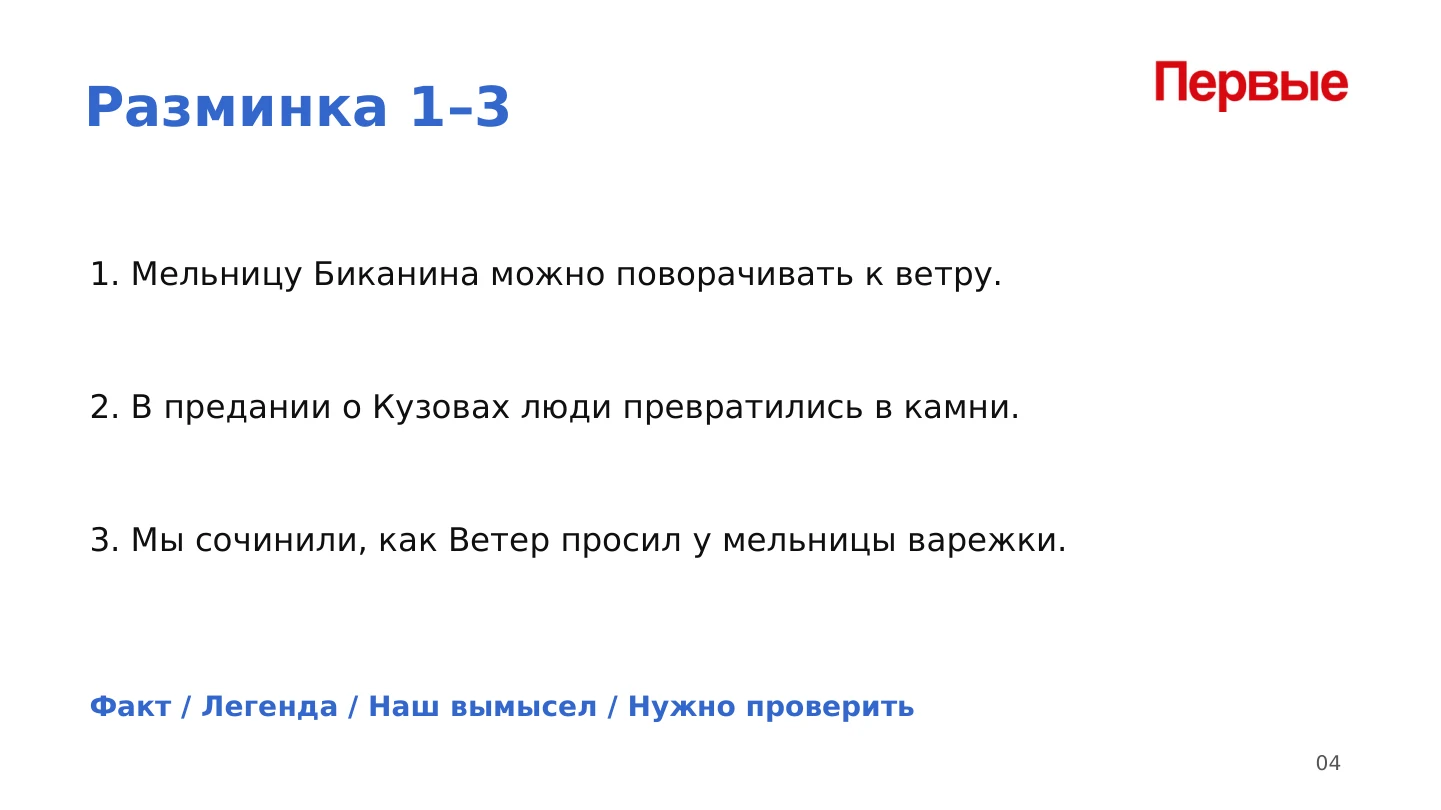 Разминка 1–3
Первые
1. Мельницу Биканина можно поворачивать к ветру.
2. В предании о Кузовах люди превратились в камни.
3. Мы сочинили, как Ветер просил у мельницы варежки.
Факт / Легенда / Наш вымысел / Нужно проверить
04